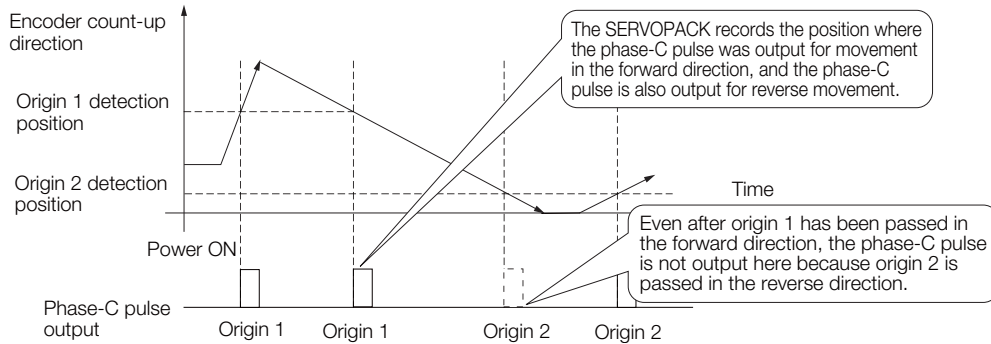 Encoder count-up
direction
The SERVOPACK records the position where
the phase-C pulse was output for movement
in the forward direction, and the phase-C
pulse is also output for reverse movement.
Origin 1 detection
position
Origin 2 detection
position
Time
Power ON
Even after origin 1 has been passed in
the forward direction, the phase-C pulse
is not output here because origin 2 is
passed in the reverse direction.
Phase-C pulse
output
Origin 1
Origin 1
Origin 2
Origin 2